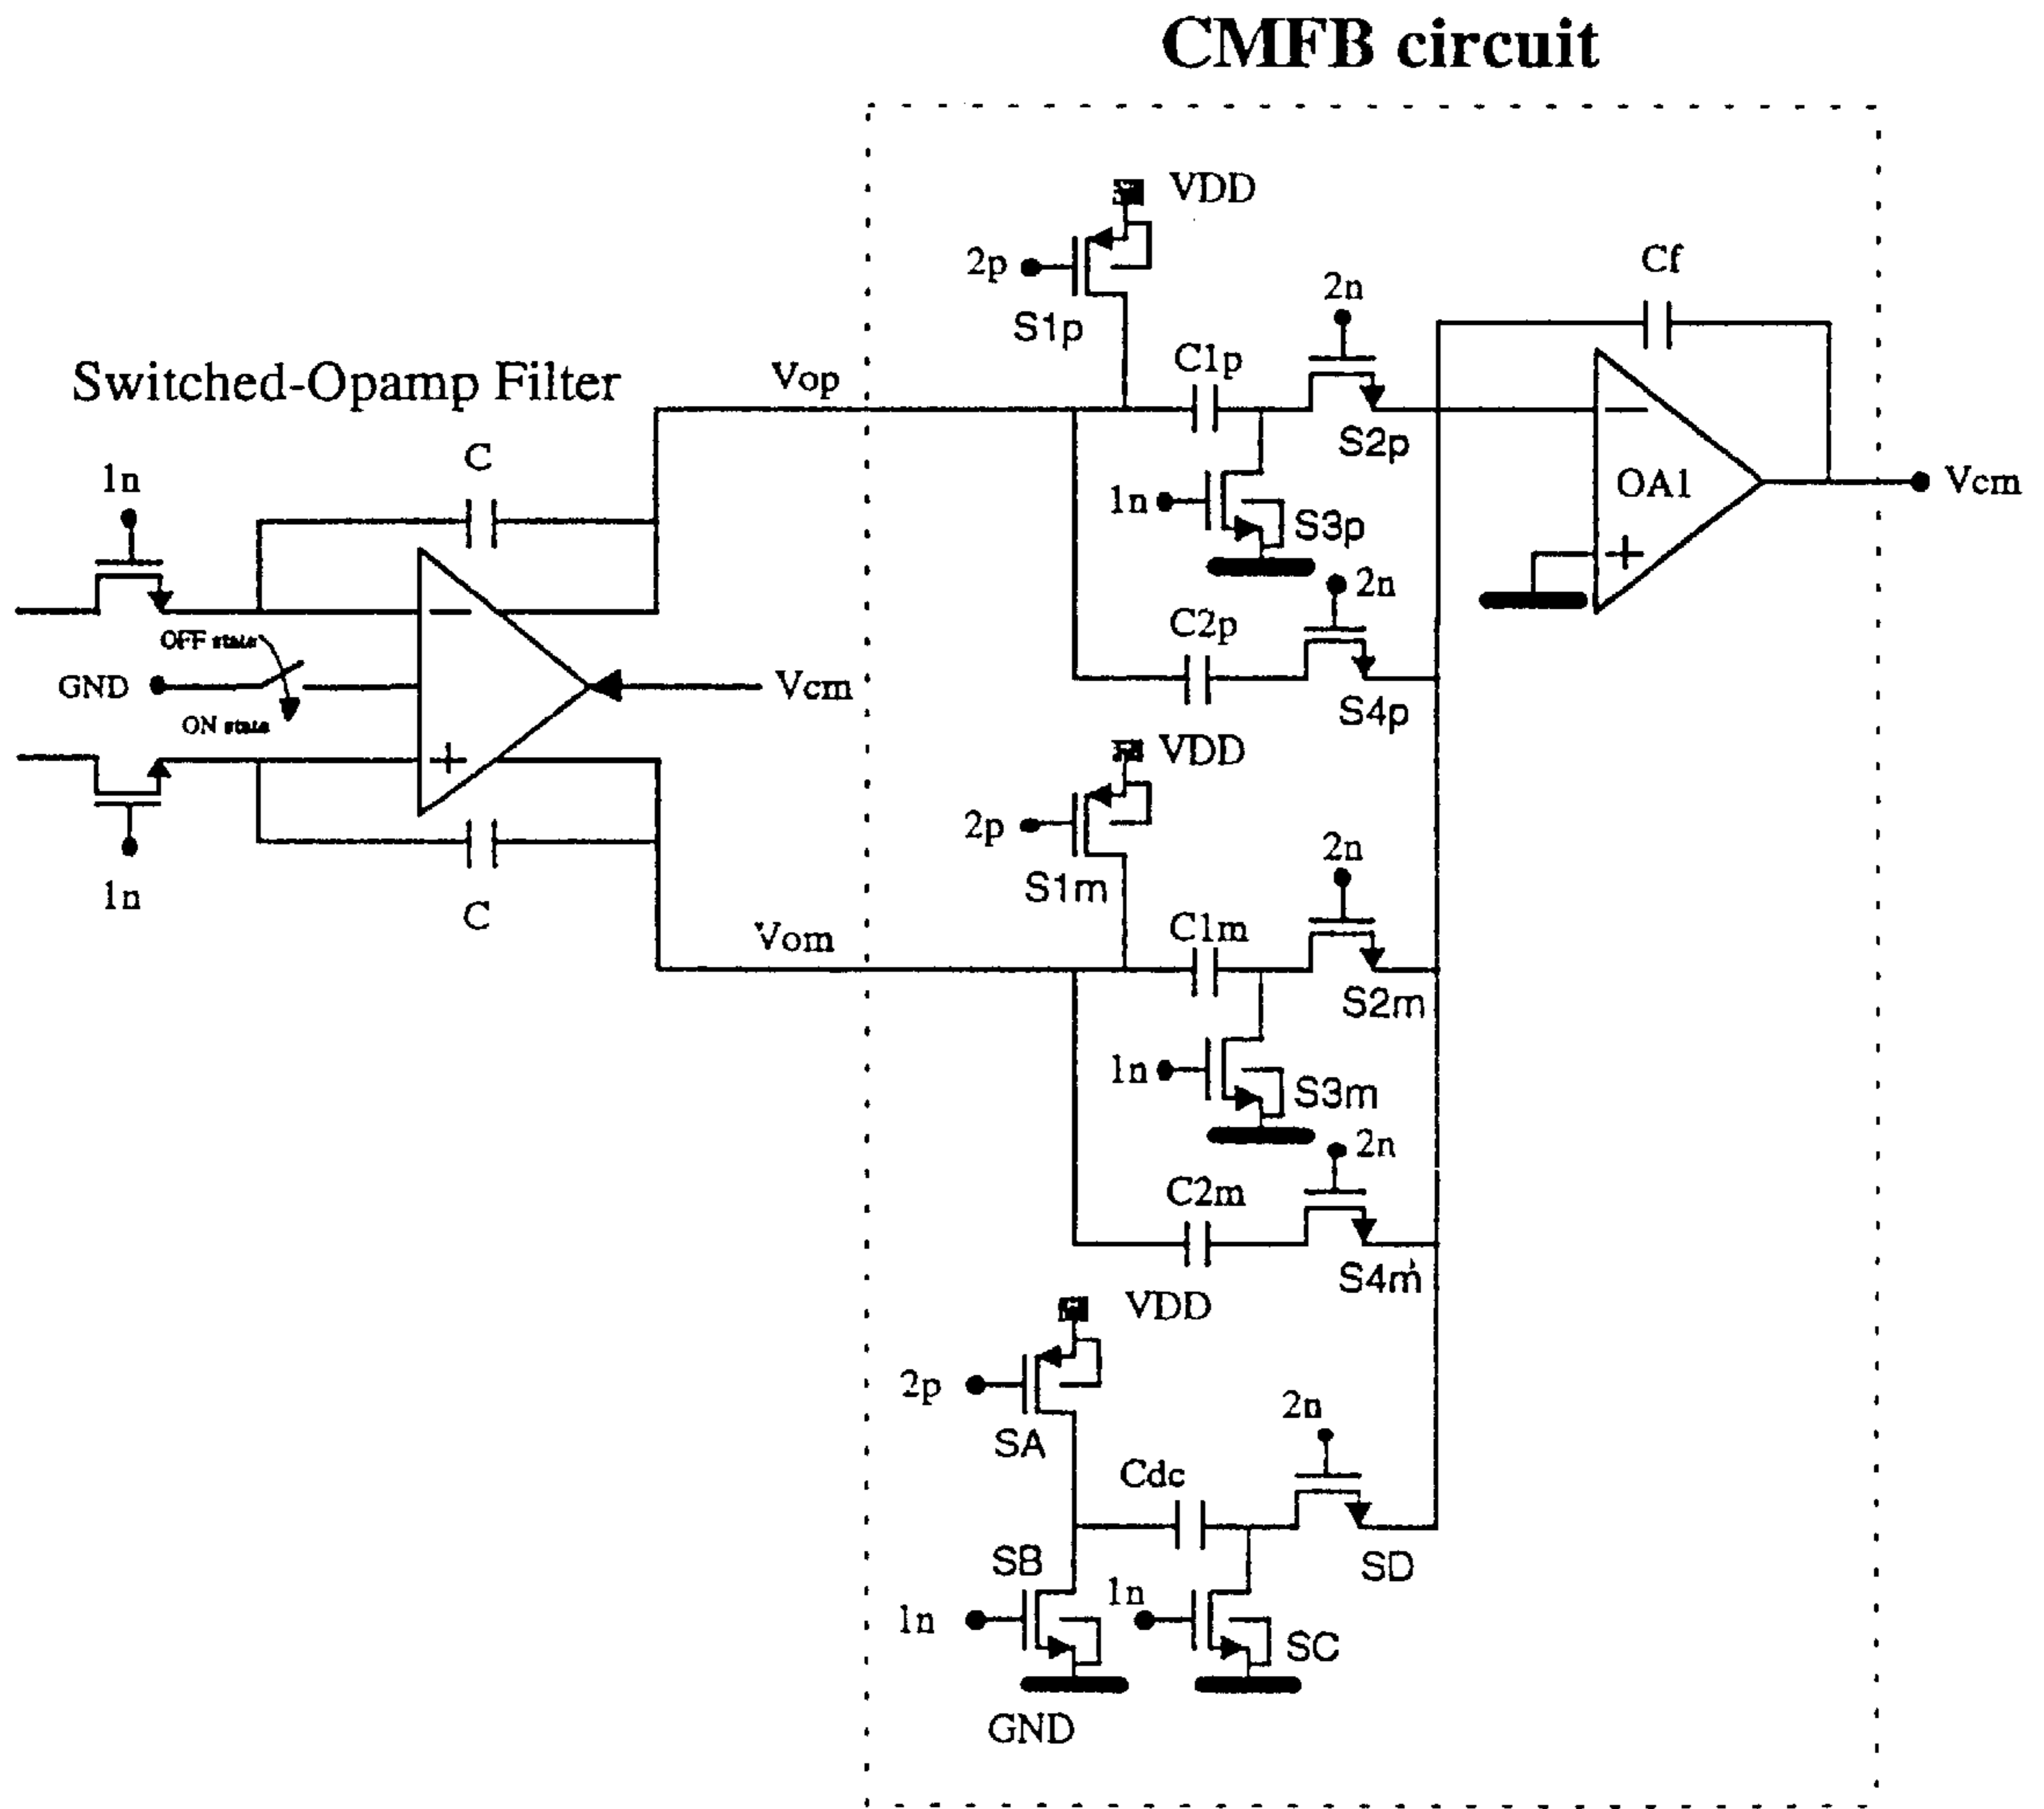 CMFB circuit
VDD
2p
S1p
Cf
2n
C1p
Switched-Opamp Filter
Vop
S2p
C
1n
1n
S3p
OA1
Vcm
2n
OFF state
C2p
GND
Vcm
S4p
ON state
VDD
2p
1n
C
S1m
2n
Vom
C1m
S2m
1n
S3m
2n
C2m
S4m
VDD
2p
SA
2n
Cdc
SB
SD
1n
1n
SC
GND